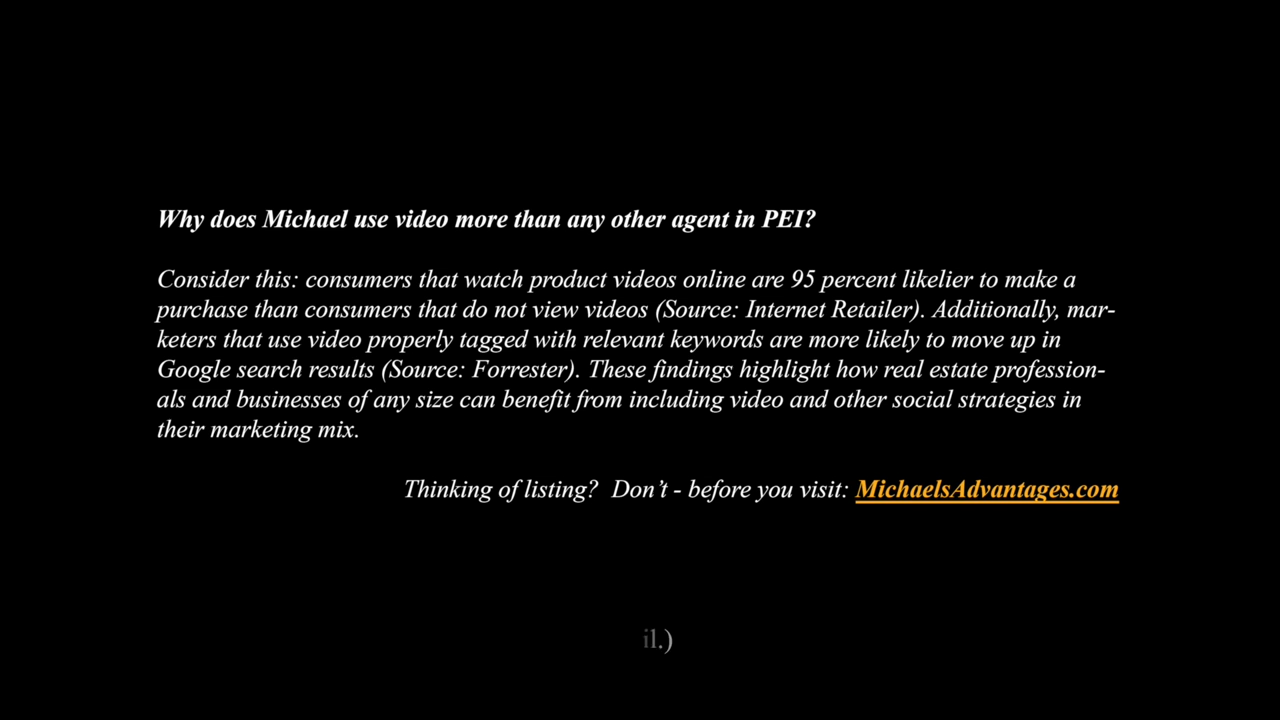 Why does Michael use video more than any other agent in PEI?
Consider this: consumers that watch product videos online are 95 percent likelier to make a
purchase than consumers that do not view videos (Source: Internet Retailer). Additionally, mar-
keters that use video properly tagged with relevant keywords are more likely to move up in
Google search results (Source: Forrester). These findings highlight how real estate profession-
als and businesses of any size can benefit from including video and other social strategies in
their marketing mix.
Thinking of listing?  Don't - before you visit: MichaelsAdvantages.com
il.)